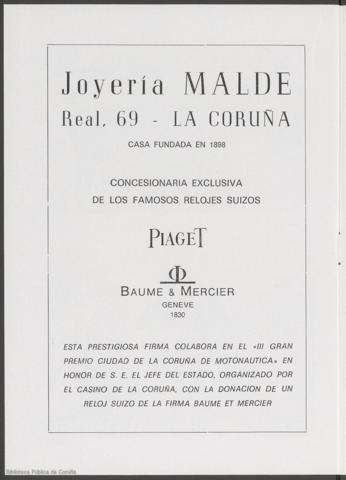 Joyería MALDE
Real, 69 - LA CORUÑA
CASA FUNDADA EN 1898
CONCESIONARIA EXCLUSIVA
DE LOS FAMOSOS RELOJES SUIZOS
PIAGET
BAUME & MERCIER
GENEVE
1830
ESTA PRESTIGIOSA FIRMA COLABORA EN EL «III GRAN
PREMIO CIUDAD DE LA CORUÑA DE MOTONAUTICA» EN
HONOR DE S. E. EL JEFE DEL ESTADO, ORGANIZADO POR
EL CASINO DE LA CORUÑA, CON LA DONACION DE UN
RELOJ SUIZO DE LA FIRMA BAUME ET MERCIER
Biblioteca Pública da Coruña